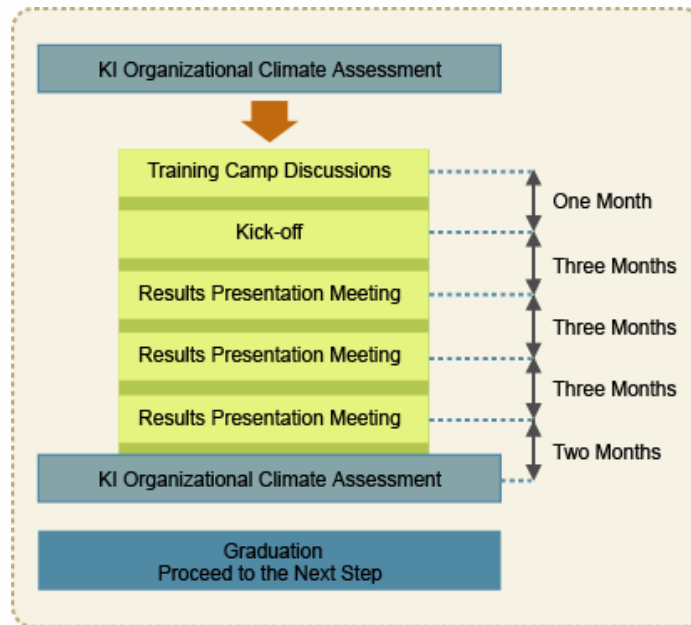 KI Organizational Climate Assessment
Training Camp Discussions
One Month
Kick-off
Three Months
Results Presentation Meeting
Three Months
Results Presentation Meeting
Three Months
Results Presentation Meeting
Two Months
KI Organizational Climate Assessment
Graduation
Proceed to the Next Step